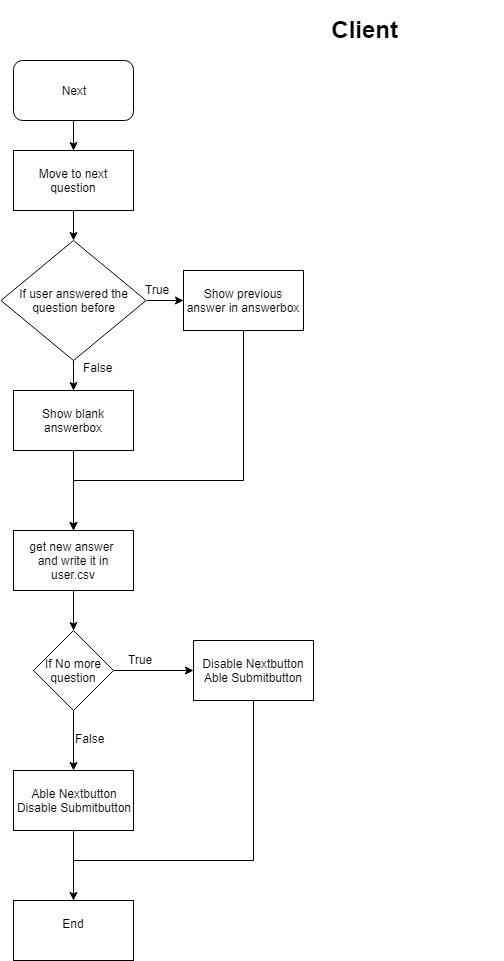 Client
Next
Move to next
question
If user answered the
question before
True
Show previous
answer in answerbox
False
Show blank
answerbox
get new answer
and write it in
user.csv
If No more
question
True
Disable Nextbutton
Able Submitbutton
False
Able Nextbutton
Disable Submitbutton
End